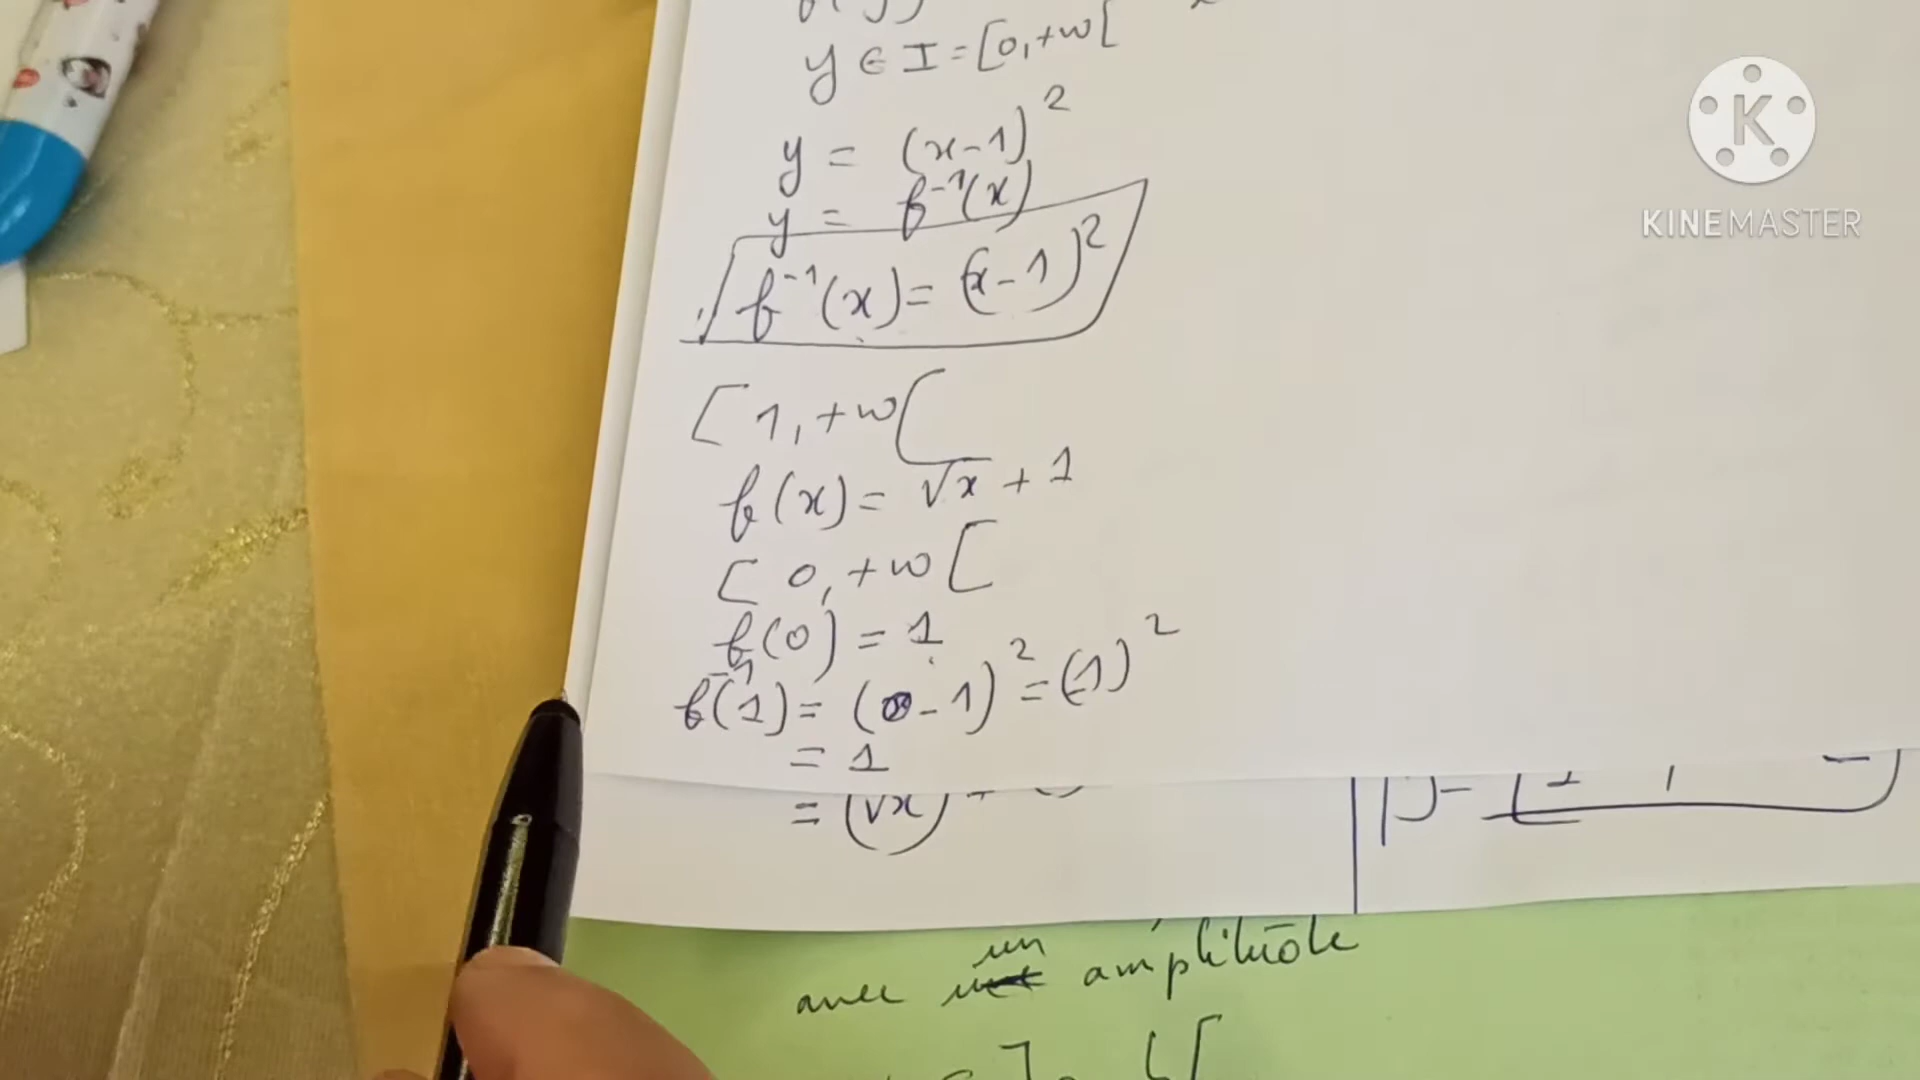 y ∈ I = [0, +∞[
y = (x-1)²
y = f⁻¹(x)
f⁻¹(x) = (x-1)²
[1, +∞[
f(x) = √x + 1
[0, +∞[
f(0) = 1
f⁻¹(1) = (0-1)² = (-1)²
= 1
= (√x) +
un
avec amplitude
K
KINEMASTER